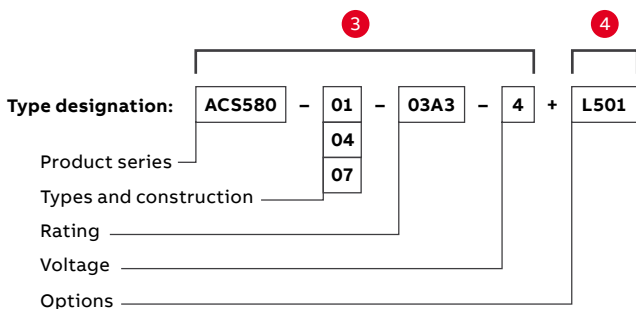 3 4
Type designation: ACS580 – 01 – 03A3 – 4 + L501
04
07
Product series
Types and construction
Rating
Voltage
Options